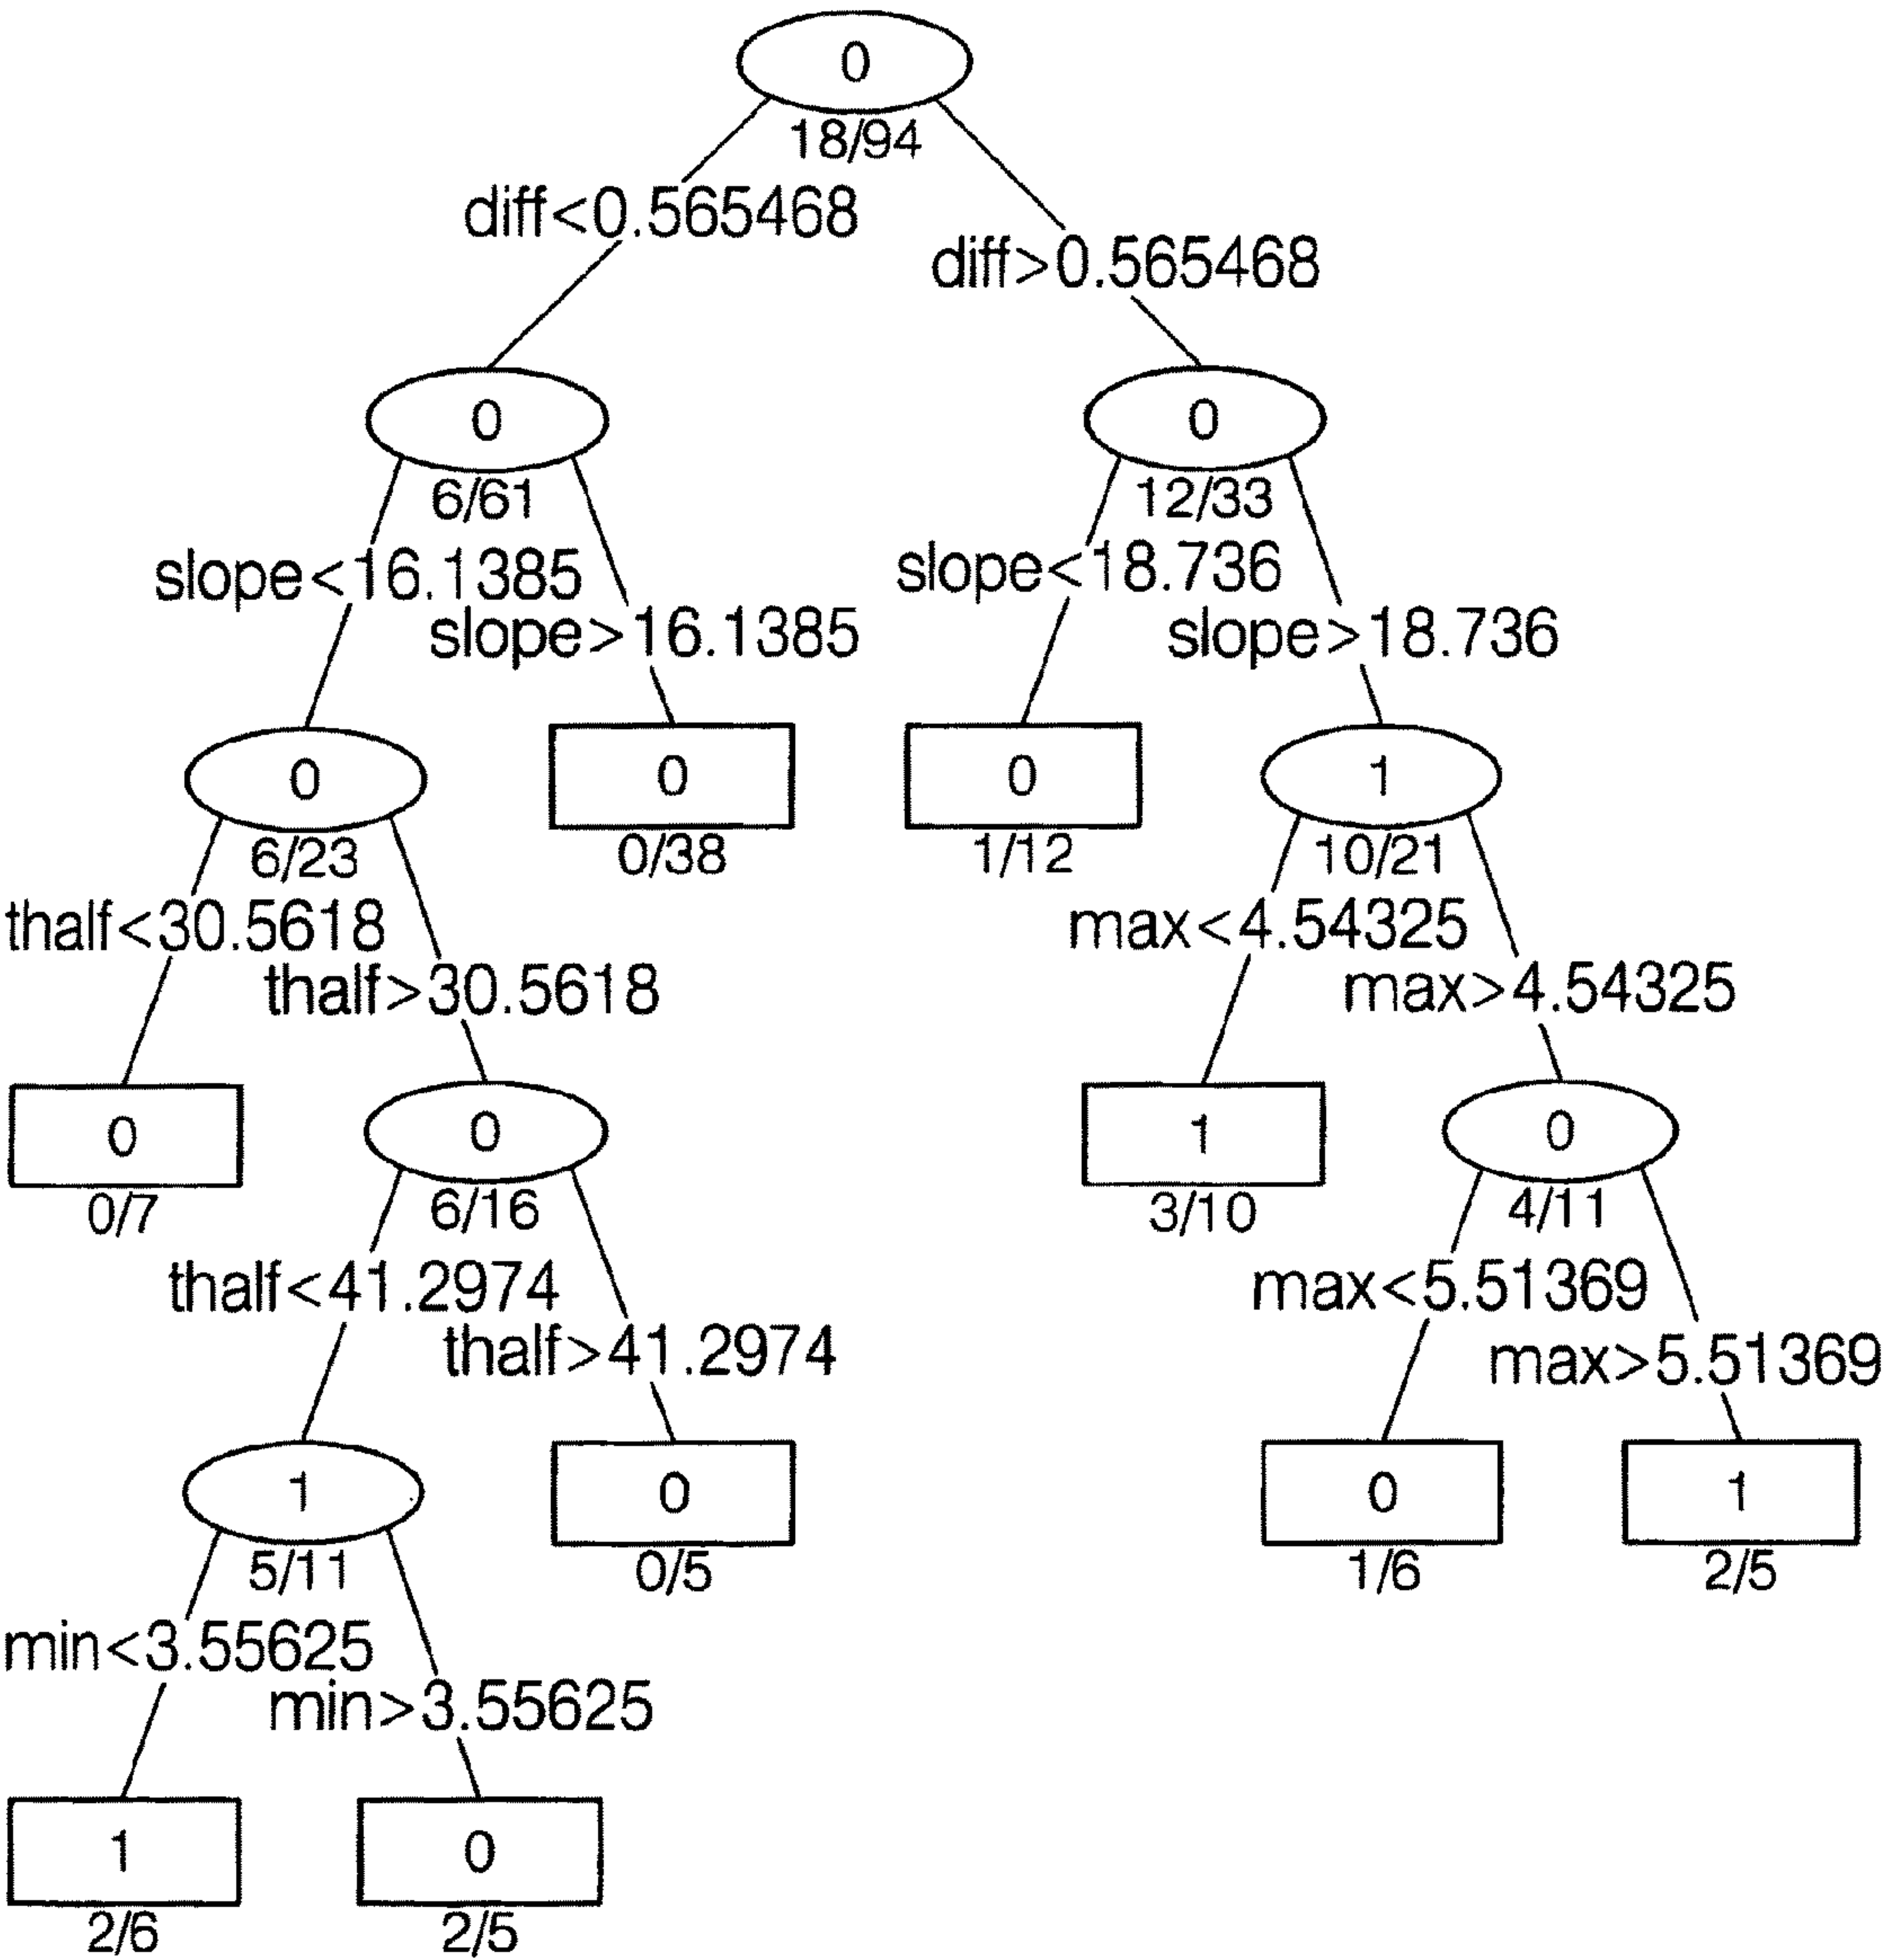 0
18/94
diff<0.565468
diff>0.565468
0
6/61
0
12/33
slope<16.1385
slope>16.1385
slope<18.736
slope>18.736
0
6/23
0
0/38
0
1/12
1
10/21
thalf<30.5618
thalf>30.5618
max<4.54325
max>4.54325
0
0/7
0
6/16
1
3/10
0
4/11
thalf<41.2974
thalf>41.2974
max<5.51369
max>5.51369
1
5/11
0
0/5
0
1/6
1
2/5
min<3.55625
min>3.55625
1
2/6
0
2/5